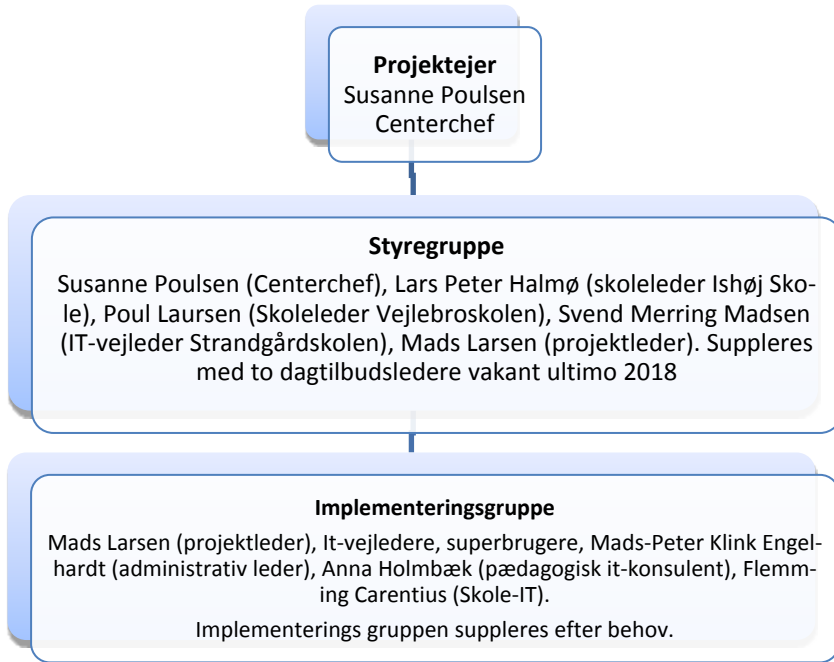 Projektejer
Susanne Poulsen
Centerchef
Styregruppe
Susanne Poulsen (Centerchef), Lars Peter Halmø (skoleleder Ishøj Sko-
le), Poul Laursen (Skoleleder Vejlebroskolen), Svend Merring Madsen
(IT-vejleder Strandgårdskolen), Mads Larsen (projektleder). Suppleres
med to dagtilbudsledere vakant ultimo 2018
Implementeringsgruppe
Mads Larsen (projektleder), It-vejledere, superbrugere, Mads-Peter Klink Engel-
hardt (administrativ leder), Anna Holmbæk (pædagogisk it-konsulent), Flem-
ming Carentius (Skole-IT).
Implementerings gruppen suppleres efter behov.